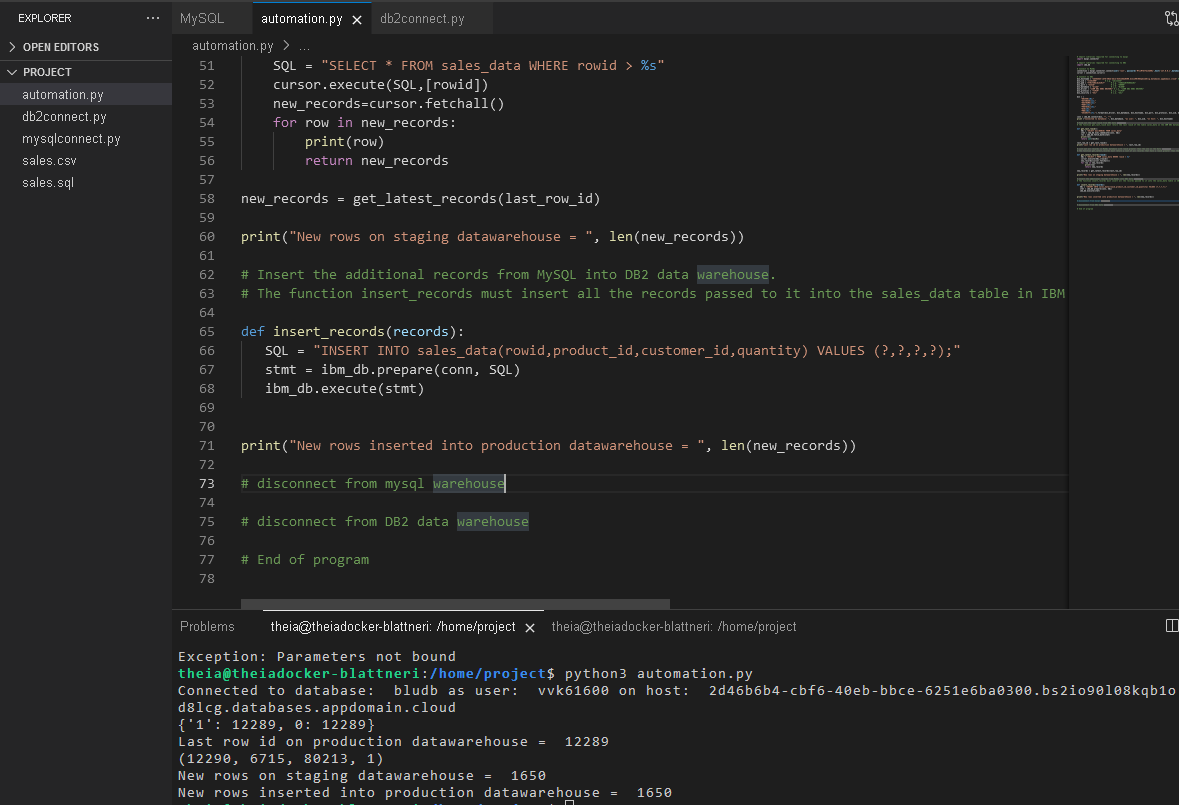 EXPLORER
...
OPEN EDITORS
PROJECT
automation.py
db2connect.py
mysqlconnect.py
sales.csv
sales.sql
MySQL
automation.py
db2connect.py
automation.py > ...
51 SQL = "SELECT * FROM sales_data WHERE rowid > %s"
52 cursor.execute(SQL,[rowid])
53 new_records=cursor.fetchall()
54 for row in new_records:
55 print(row)
56 return new_records
57
58 new_records = get_latest_records(last_row_id)
59
60 print("New rows on staging datawarehouse = ", len(new_records))
61
62 # Insert the additional records from MySQL into DB2 data warehouse.
63 # The function insert_records must insert all the records passed to it into the sales_data table in IBM
64
65 def insert_records(records):
66 SQL = "INSERT INTO sales_data(rowid,product_id,customer_id,quantity) VALUES (?,?,?,?);"
67 stmt = ibm_db.prepare(conn, SQL)
68 ibm_db.execute(stmt)
69
70
71 print("New rows inserted into production datawarehouse = ", len(new_records))
72
73 # disconnect from mysql warehouse
74
75 # disconnect from DB2 data warehouse
76
77 # End of program
78
Problems
theia@theiadocker-blattneri: /home/project
theia@theiadocker-blattneri: /home/project
Exception: Parameters not bound
theia@theiadocker-blattneri:/home/project$ python3 automation.py
Connected to database:  bludb as user:  vvk61600 on host:  2d46b6b4-cbf6-40eb-bbce-6251e6ba0300.bs2io90l08kqb1o
d8lcg.databases.appdomain.cloud
{'1': 12289, 0: 12289}
Last row id on production datawarehouse =  12289
(12290, 6715, 80213, 1)
New rows on staging datawarehouse =  1650
New rows inserted into production datawarehouse =  1650